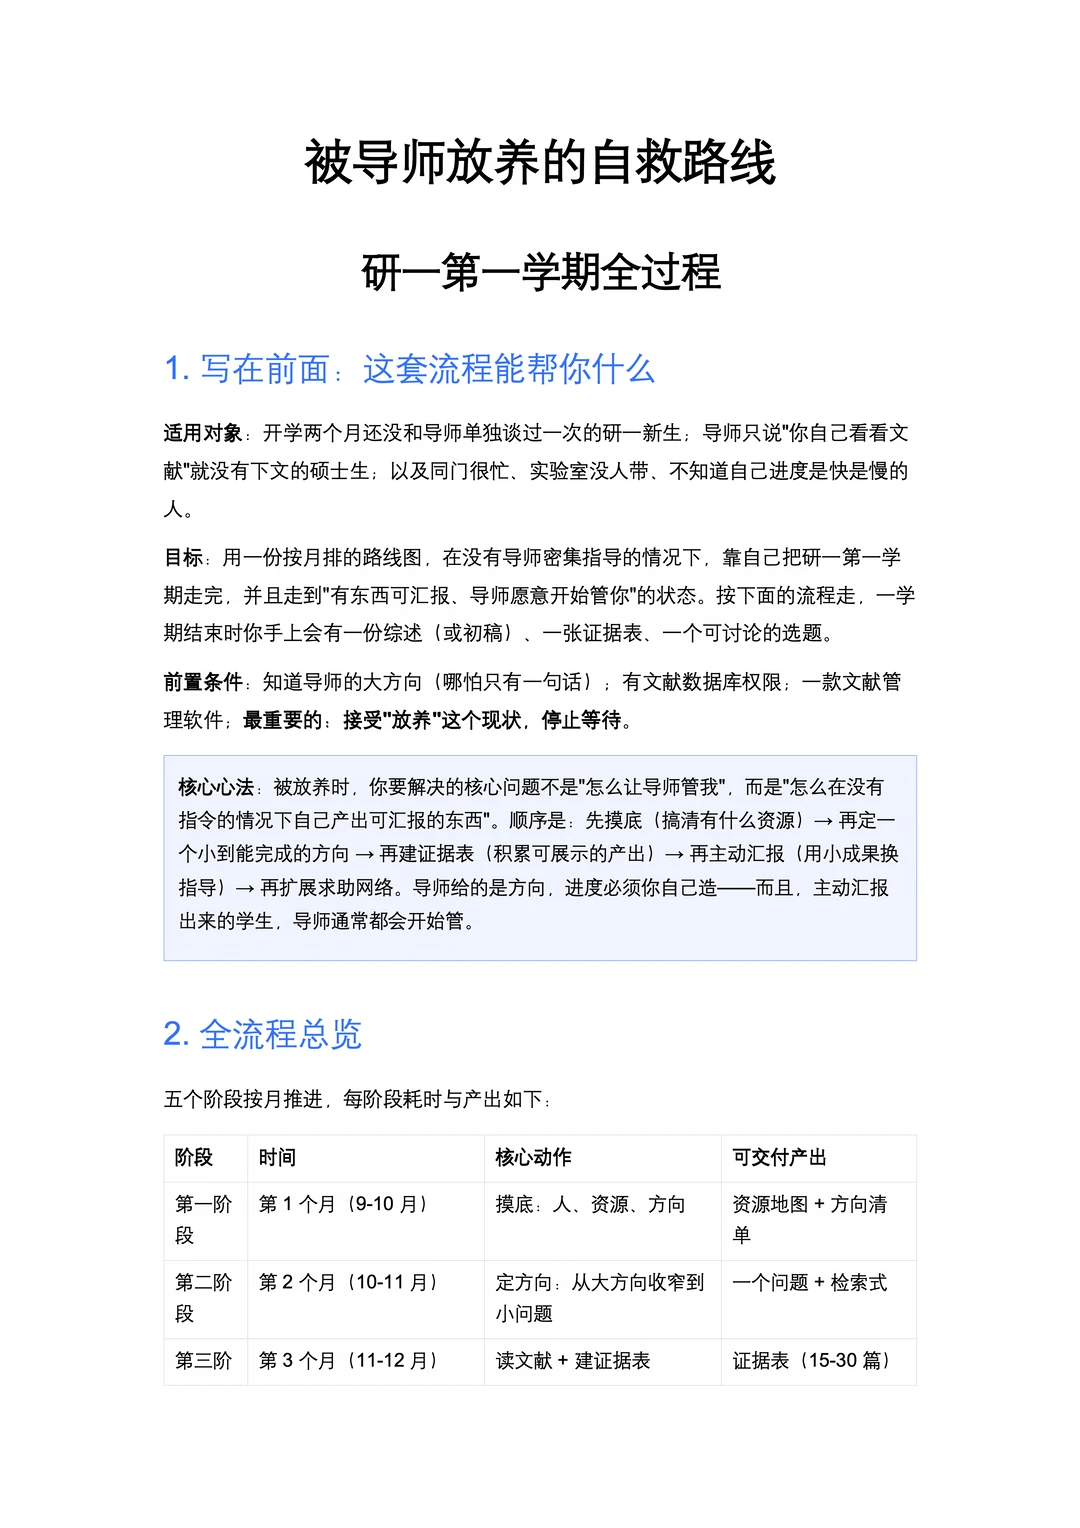 被导师放养的自救路线
研一第一学期全过程
1. 写在前面：这套流程能帮你什么
适用对象：开学两个月还没和导师单独谈过一次的研一新生；导师只说"你自己看看文
献"就没有下文的硕士生；以及同门很忙、实验室没人带、不知道自己进度是快是慢的
人。
目标：用一份按月排的路线图，在没有导师密集指导的情况下，靠自己把研一第一学
期走完，并且走到"有东西可汇报、导师愿意开始管你"的状态。按下面的流程走，一学
期结束时你手上会有一份综述（或初稿）、一张证据表、一个可讨论的选题。
前置条件：知道导师的大方向（哪怕只有一句话）；有文献数据库权限；一款文献管
理软件；最重要的：接受"放养"这个现状，停止等待。
核心心法：被放养时，你要解决的核心问题不是"怎么让导师管我"，而是"怎么在没有
指令的情况下自己产出可汇报的东西"。顺序是：先摸底（搞清有什么资源）→ 再定一
个小到能完成的方向 → 再建证据表（积累可展示的产出）→ 再主动汇报（用小成果换
指导）→ 再扩展求助网络。导师给的是方向，进度必须你自己造——而且，主动汇报
出来的学生，导师通常都会开始管。
2. 全流程总览
五个阶段按月推进，每阶段耗时与产出如下：
阶段 时间 核心动作 可交付产出
第一阶 第 1 个月（9-10 月） 摸底：人、资源、方向 资源地图 + 方向清
段 单
第二阶 第 2 个月（10-11 月） 定方向：从大方向收窄到 一个问题 + 检索式
段 小问题
第三阶 第 3 个月（11-12 月） 读文献 + 建证据表 证据表（15-30 篇）